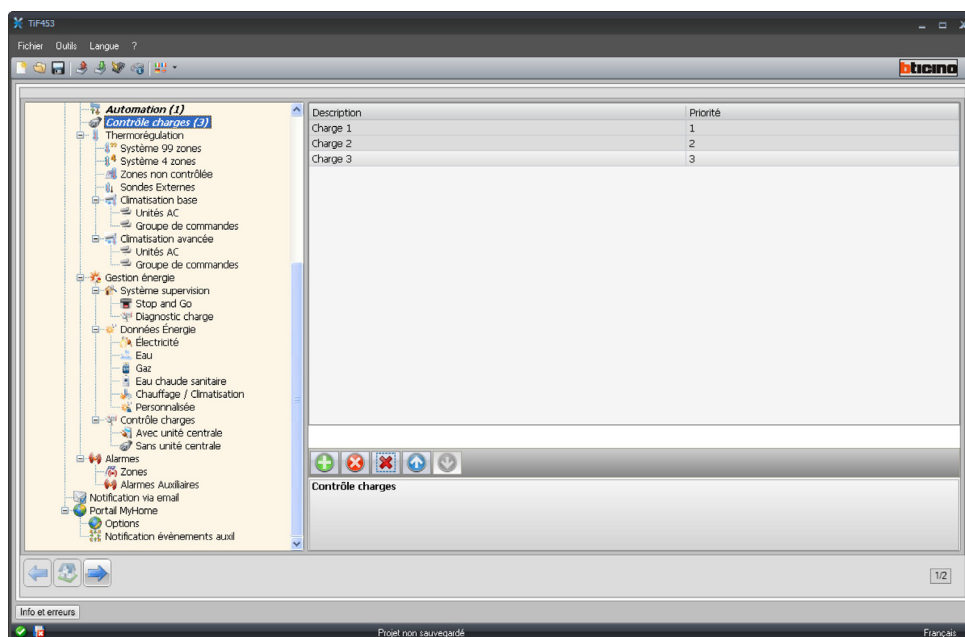 TiF453
Fichier Outils Langue ?
bticino
Automation (1)
Contrôle charges (3)
Thermorégulation
Système 99 zones
Système 4 zones
Zones non contrôlée
Sondes Externes
Climatisation base
Unités AC
Groupe de commandes
Climatisation avancée
Unités AC
Groupe de commandes
Gestion énergie
Système supervision
Stop and Go
Diagnostic charge
Données Énergie
Électricité
Eau
Gaz
Eau chaude sanitaire
Chauffage / Climatisation
Personnalisée
Contrôle charges
Avec unité centrale
Sans unité centrale
Alarmes
Zones
Alarmes Auxiliaires
Notification via email
Portail MyHome
Options
Notification évènements auxil
Description Priorité
Charge 1 1
Charge 2 2
Charge 3 3
Contrôle charges
1/2
Info et erreurs
Projet non sauvegardé Français